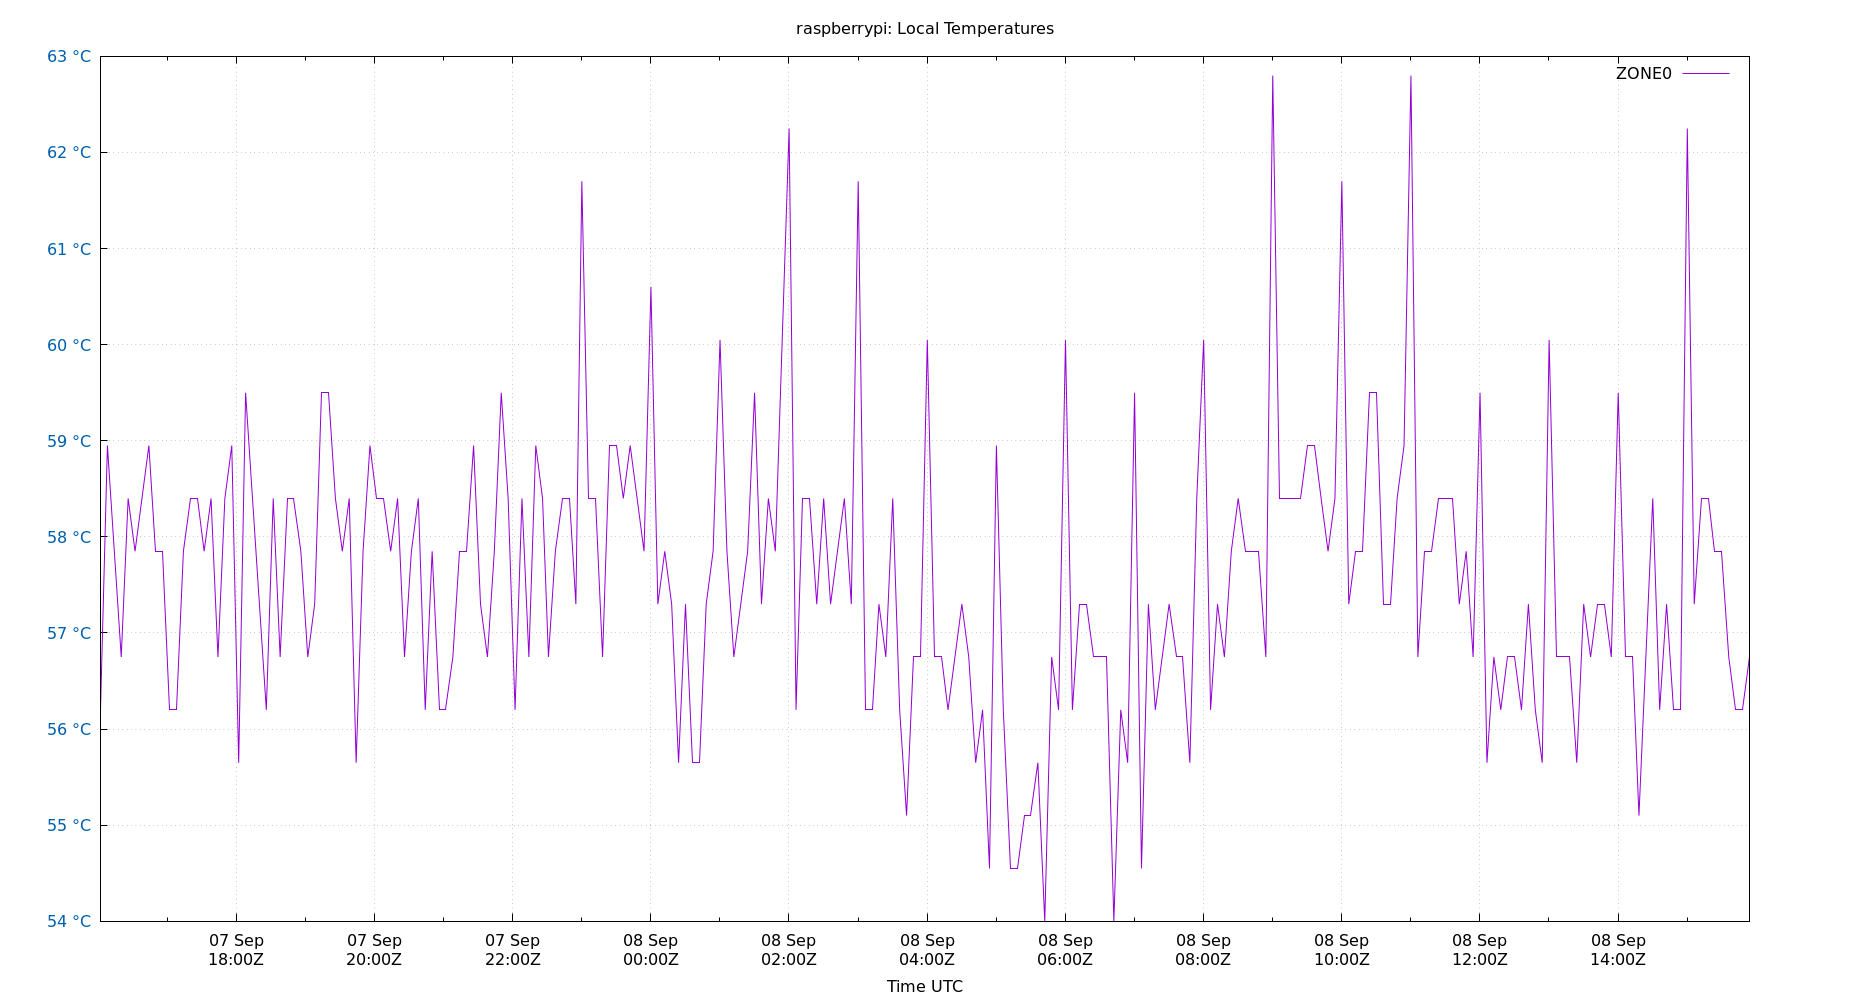 raspberrypi: Local Temperatures
63 °C
ZONE0
62 °C
61 °C
60 °C
59 °C
58 °C
57 °C
56 °C
55 °C
54 °C
07 Sep 07 Sep 07 Sep 08 Sep 08 Sep 08 Sep 08 Sep 08 Sep 08 Sep 08 Sep 08 Sep
18:00Z 20:00Z 22:00Z 00:00Z 02:00Z 04:00Z 06:00Z 08:00Z 10:00Z 12:00Z 14:00Z
Time UTC